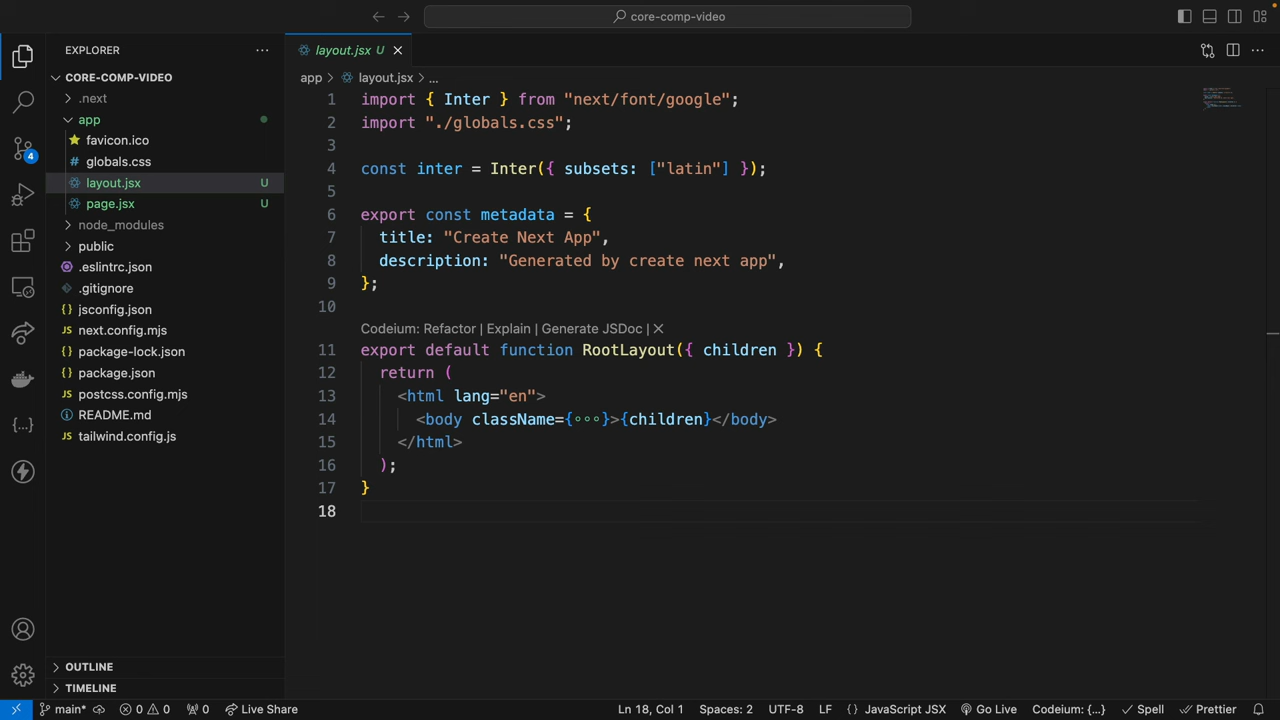 core-comp-video
EXPLORER
CORE-COMP-VIDEO
.next
app
favicon.ico
# globals.css
layout.jsx U
page.jsx U
node_modules
public
.eslintrc.json
.gitignore
{} jsconfig.json
JS next.config.mjs
{} package-lock.json
{} package.json
JS postcss.config.mjs
README.md
JS tailwind.config.js
OUTLINE
TIMELINE
4
layout.jsx U
app > layout.jsx > ...
1 import { Inter } from "next/font/google";
2 import "./globals.css";
3
4 const inter = Inter({ subsets: ["latin"] });
5
6 export const metadata = {
7 title: "Create Next App",
8 description: "Generated by create next app",
9 };
10
Codeium: Refactor | Explain | Generate JSDoc | ✕
11 export default function RootLayout({ children }) {
12 return (
13 <html lang="en">
14 <body className={•••}>{children}</body>
15 </html>
16 );
17 }
18
main* 0 0 0 Live Share Ln 18, Col 1 Spaces: 2 UTF-8 LF {} JavaScript JSX Go Live Codeium: {...} Spell Prettier